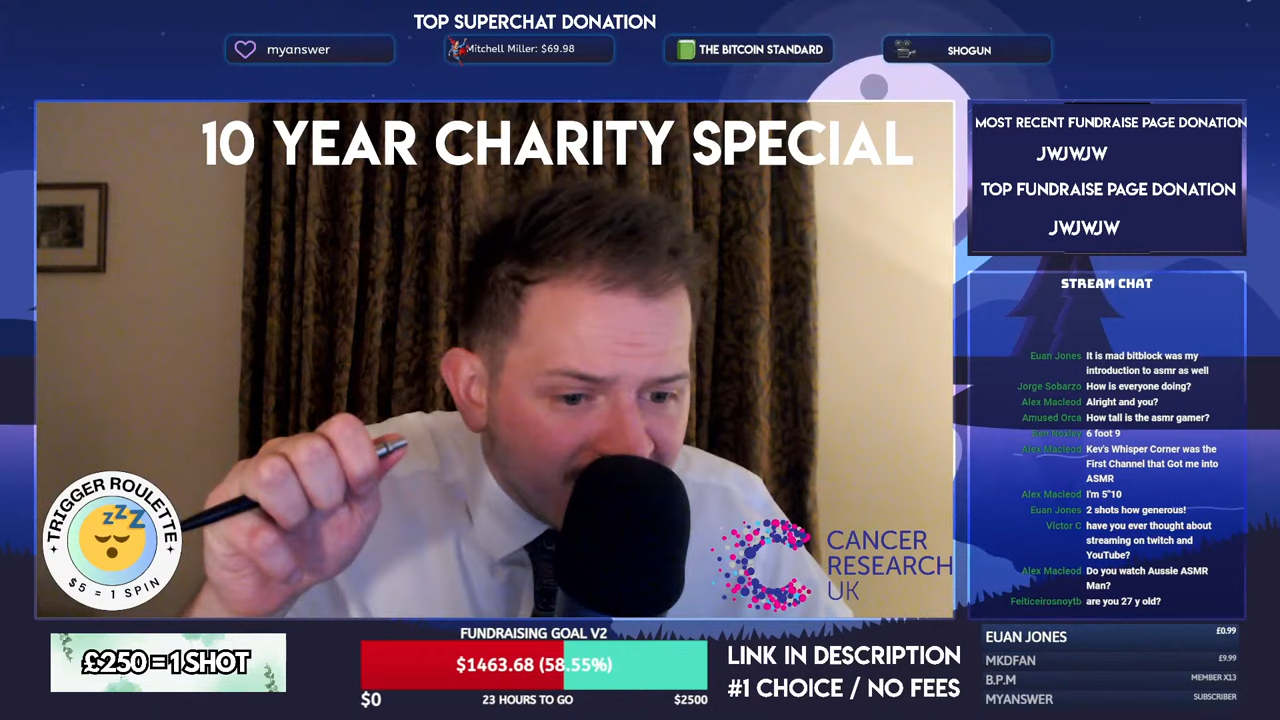 TOP SUPERCHAT DONATION
myanswer
Mitchell Miller: $69.98
THE BITCOIN STANDARD
SHOGUN
10 YEAR CHARITY SPECIAL
MOST RECENT FUNDRAISE PAGE DONATION
JWJWJW
TOP FUNDRAISE PAGE DONATION
JWJWJW
STREAM CHAT
Euan Jones It is mad bitblock was my
introduction to asmr as well
Jorge Sobarzo How is everyone doing?
Alex Macleod Alright and you?
Amused Orca How tall is the asmr gamer?
Ben Noxley 6 foot 9
Alex Macleod Kev's Whisper Corner was the
First Channel that Got me into
ASMR
Alex Macleod I'm 5"10
Euan Jones 2 shots how generous!
Victor C have you ever thought about
streaming on twitch and
YouTube?
Alex Macleod Do you watch Aussie ASMR
Man?
Feiticeirosnoytb are you 27 y old?
TRIGGER ROULETTE
zzz
$5 = 1 SPIN
CANCER
RESEARCH
UK
£250 = 1 SHOT
FUNDRAISING GOAL V2
$1463.68 (58.55%)
$0
23 HOURS TO GO
$2500
LINK IN DESCRIPTION
#1 CHOICE / NO FEES
EUAN JONES £0.99
MKDFAN £9.99
B.P.M MEMBER X13
MYANSWER SUBSCRIBER